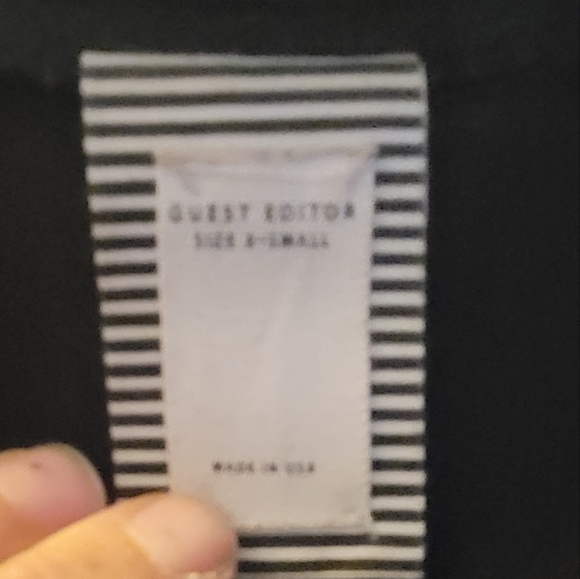 GUEST EDITOR
SIZE X-SMALL
MADE IN USA